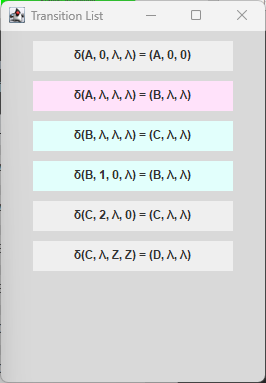 Transition List
δ(A, 0, Λ, Λ) = (A, 0, 0)
δ(A, Λ, Λ, Λ) = (B, Λ, Λ)
δ(B, Λ, Λ, Λ) = (C, Λ, Λ)
δ(B, 1, 0, Λ) = (B, Λ, Λ)
δ(C, 2, Λ, 0) = (C, Λ, Λ)
δ(C, Λ, Z, Z) = (D, Λ, Λ)